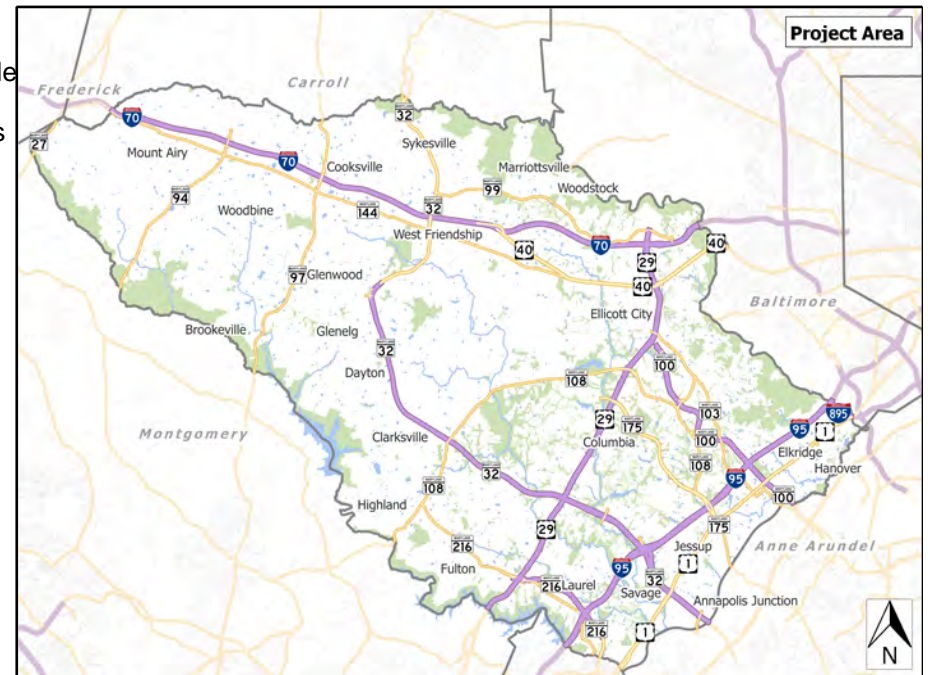 Project Area
le
s
Frederick
Carroll
70
32
27
Mount Airy
70
Cooksville
Sykesville
Marriottsville
99
Woodstock
94
Woodbine
144
32
West Friendship
40
70
40
29
97
Glenwood
40
Baltimore
Brookeville
Glenelg
Ellicott City
32
Dayton
100
108
Montgomery
29
175
103
895
95
1
Clarksville
Columbia
100
Elkridge
32
108
Hanover
108
95
100
Highland
29
175
216
Jessup
Anne Arundel
Fulton
1
95
216
Laurel
32
Savage
Annapolis Junction
216
1
N